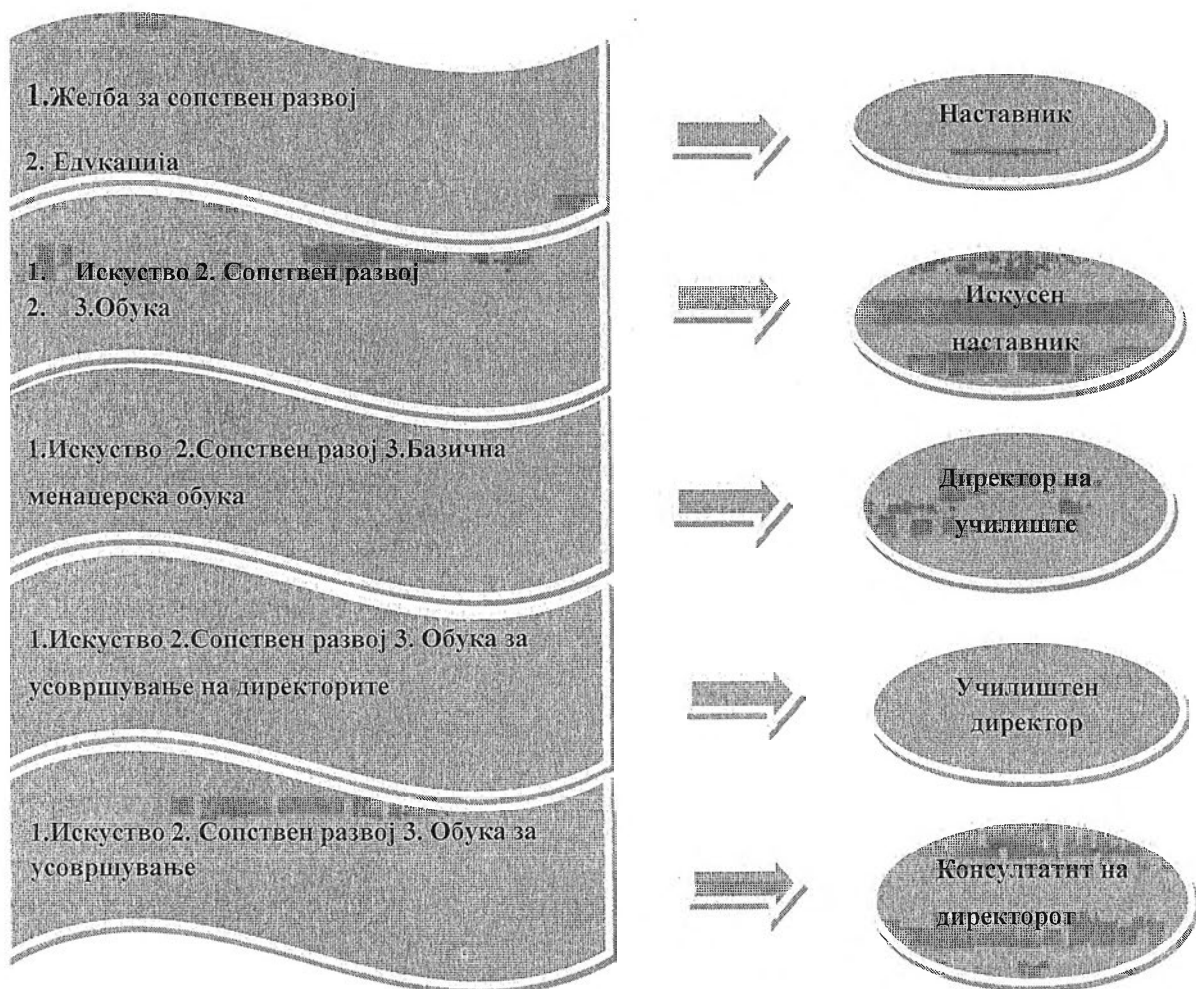 1.Желба за сопствен развој
2. Едукација
Наставник
1. Искуство 2. Сопствен развој
2. 3.Обука
Искусен
наставник
1.Искуство 2.Сопствен разој 3.Базична
менаџерска обука
Директор на
училиште
1.Искуство 2.Сопствен развој 3. Обука за
усовршување на директорите
Училиштен
директор
1.Искуство 2. Сопствен развој 3. Обука за
усовршување
Консултатит на
директорот